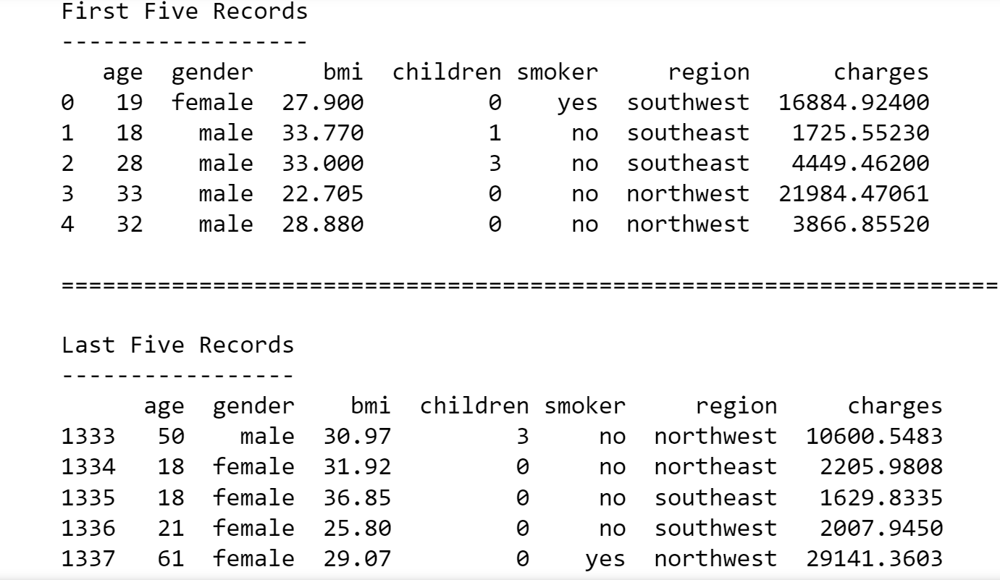 First Five Records
------------------
   age  gender     bmi  children smoker     region      charges
0   19  female  27.900         0    yes  southwest  16884.92400
1   18    male  33.770         1     no  southeast   1725.55230
2   28    male  33.000         3     no  southeast   4449.46200
3   33    male  22.705         0     no  northwest  21984.47061
4   32    male  28.880         0     no  northwest   3866.85520
====================================================================
Last Five Records
-----------------
      age  gender    bmi  children smoker     region     charges
1333   50    male  30.97         3     no  northwest  10600.5483
1334   18  female  31.92         0     no  northeast   2205.9808
1335   18  female  36.85         0     no  southeast   1629.8335
1336   21  female  25.80         0     no  southwest   2007.9450
1337   61  female  29.07         0    yes  northwest  29141.3603